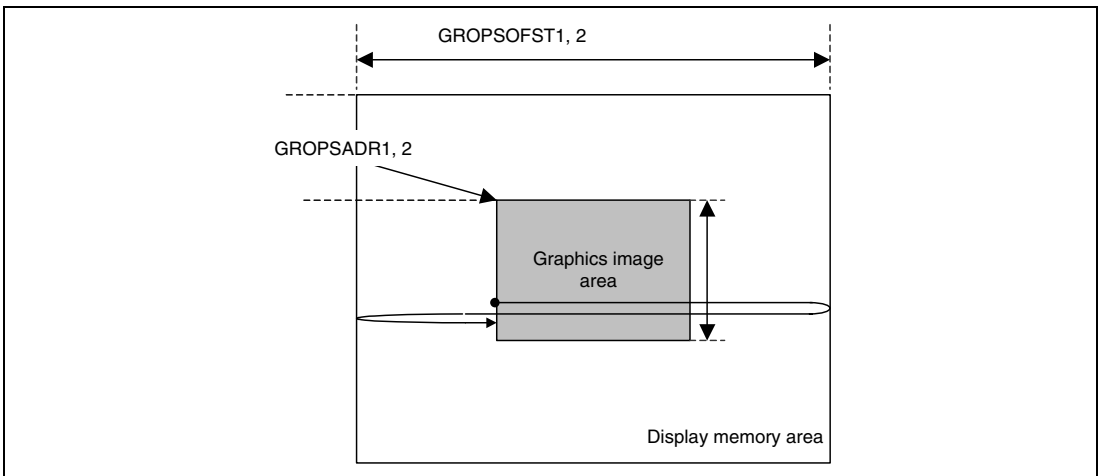 GROPSOFST1, 2
GROPSADR1, 2
Graphics image
area
Display memory area